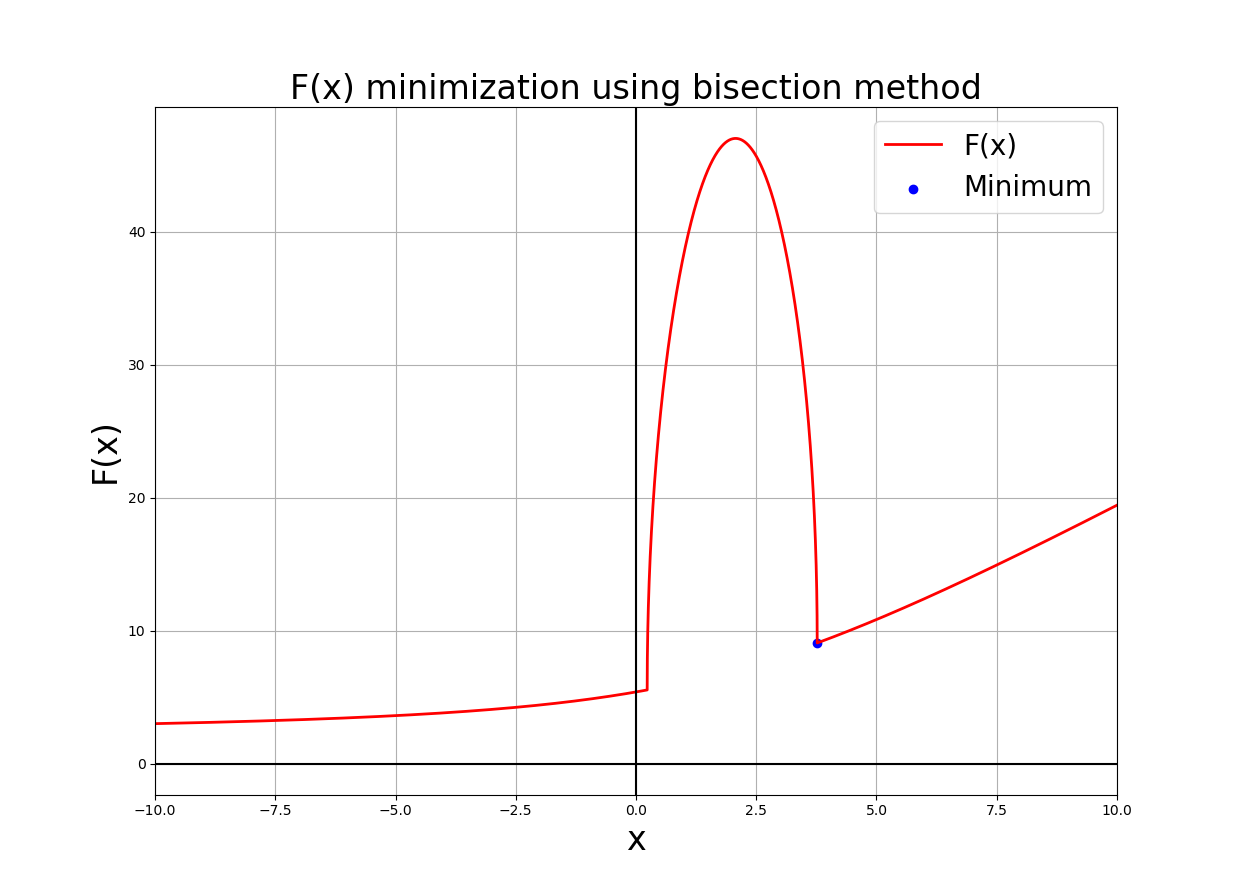 F(x) minimization using bisection method
F(x)
Minimum
40
30
20
10
0
F(x)
−10.0 −7.5 −5.0 −2.5 0.0 2.5 5.0 7.5 10.0
x